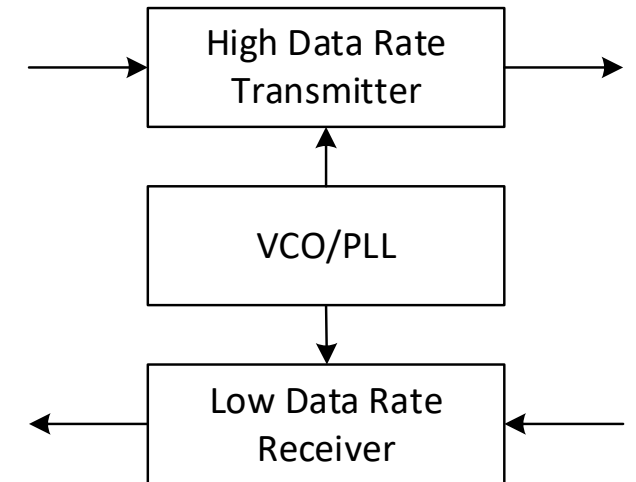 High Data Rate
Transmitter
VCO/PLL
Low Data Rate
Receiver